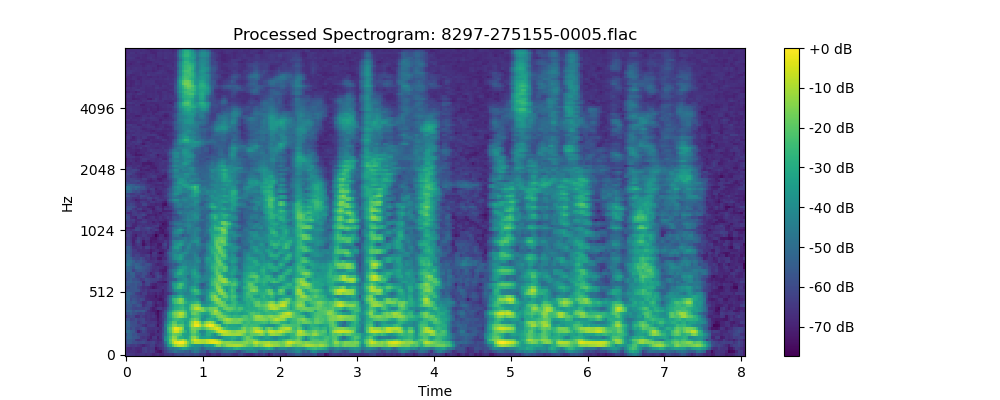 Processed Spectrogram: 8297-275155-0005.flac
+0 dB
-10 dB
-20 dB
-30 dB
-40 dB
-50 dB
-60 dB
-70 dB
4096
2048
1024
512
0
Hz
0 1 2 3 4 5 6 7 8
Time